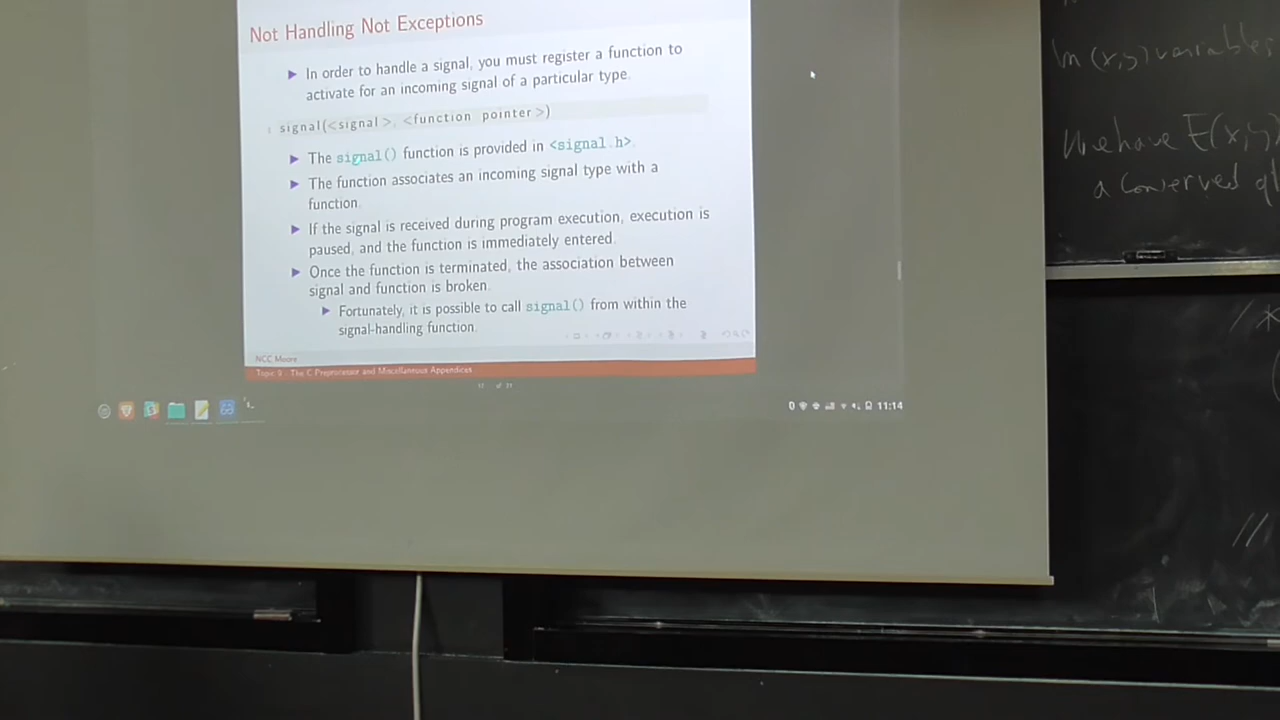 Not Handling Not Exceptions
In order to handle a signal, you must register a function to
activate for an incoming signal of a particular type.
1 signal(<signal>, <function pointer>)
The signal() function is provided in <signal.h>.
The function associates an incoming signal type with a
function.
If the signal is received during program execution, execution is
paused, and the function is immediately entered.
Once the function is terminated, the association between
signal and function is broken.
Fortunately, it is possible to call signal() from within the
signal-handling function.
NCC Moore
Topic 9 - The C Preprocessor and Miscellaneous Appendices
11:14
In (x,y) variables,
we have E(x,y)
a conserved
//*
//